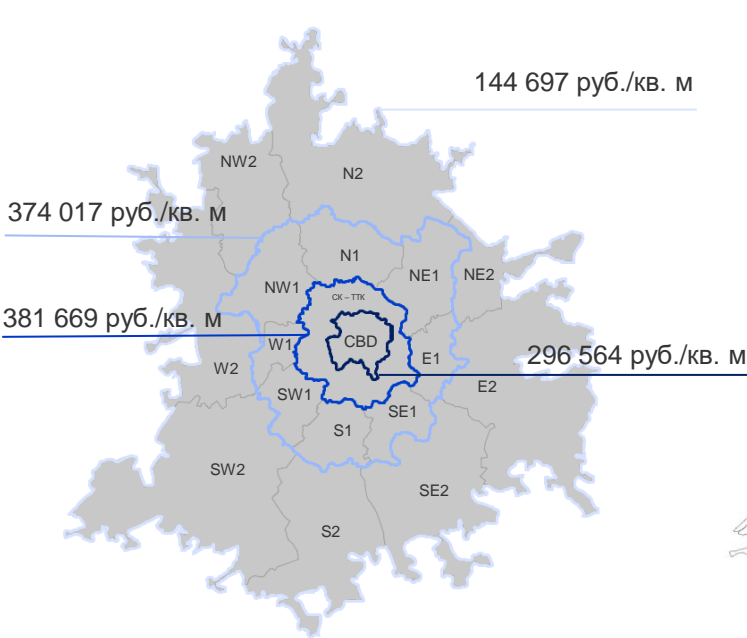 144 697 руб./кв. м
NW2
N2
374 017 руб./кв. м
N1
NE1
NE2
NW1
СК – ТТК
381 669 руб./кв. м
W1
CBD
E1
296 564 руб./кв. м
W2
E2
SW1
SE1
S1
SW2
SE2
S2